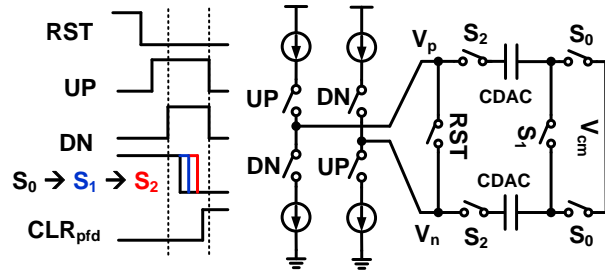 RST
UP
DN
S0 → S1 → S2
CLRpfd
UP
DN
DN
UP
Vp
Vn
RST
S2
CDAC
S0
S1
Vcm
CDAC
S2
S0